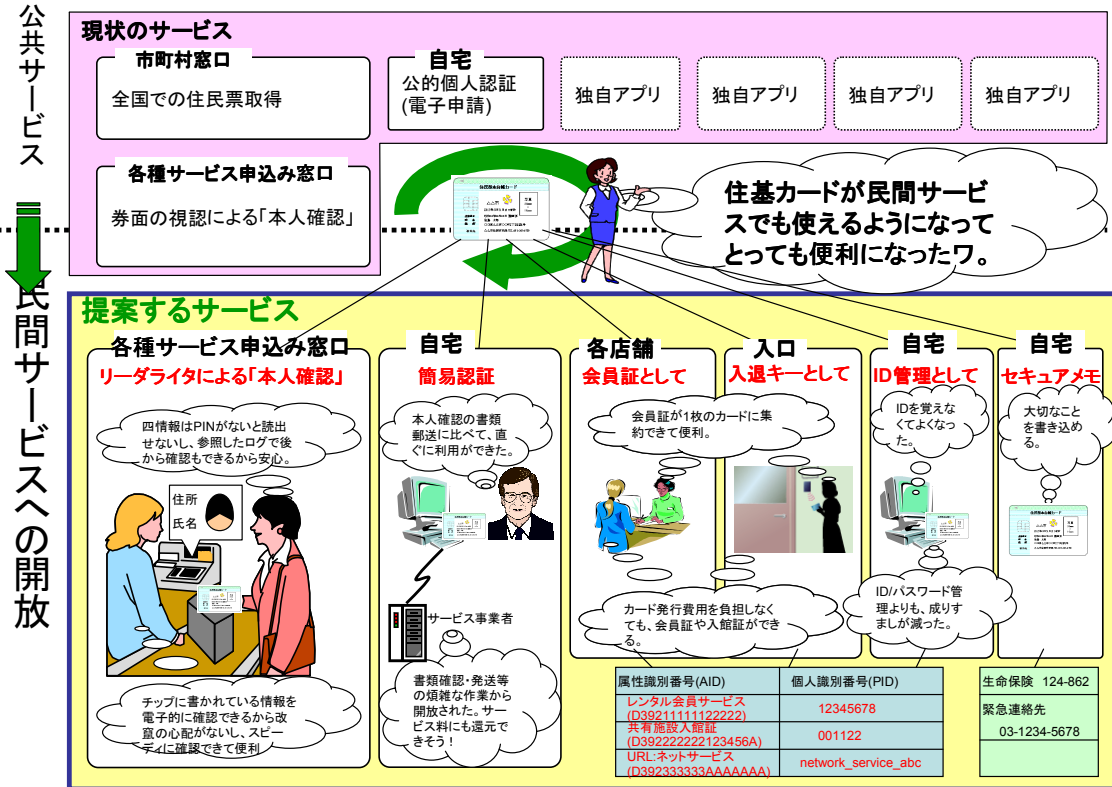 公共サービス
民間サービスへの開放
現状のサービス
市町村窓口
全国での住民票取得
自宅
公的個人認証
(電子申請)
独自アプリ
独自アプリ
独自アプリ
独自アプリ
各種サービス申込み窓口
券面の視認による「本人確認」
住民基本台帳カード
住基カードが民間サービ
スでも使えるようになって
とっても便利になったワ。
提案するサービス
各種サービス申込み窓口
リーダライタによる「本人確認」
四情報はPINがないと読出
せないし、参照したログで後
から確認もできるから安心。
住所
氏名
チップに書かれている情報を
電子的に確認できるから改
竄の心配がないし、スピー
ディに確認できて便利
自宅
簡易認証
本人確認の書類
郵送に比べて、直
ぐに利用ができた。
サービス事業者
書類確認・発送等
の煩雑な作業から
開放された。サー
ビス料にも還元で
きそう！
各店舗
会員証として
入口
入退キーとして
会員証が1枚のカードに集
約できて便利。
カード発行費用を負担しなく
ても、会員証や入館証ができ
る。
自宅
ID管理として
IDを覚えな
くてよくなっ
た。
ID/パスワード管
理よりも、成りす
ましが減った。
自宅
セキュアメモ
大切なこと
を書き込め
る。
住民基本台帳カード
属性識別番号(AID) 個人識別番号(PID)
レンタル会員サービス
(D39211111122222) 12345678
共有施設入館証
(D392222222123456A) 001122
URL:ネットサービス
(D392333333AAAAAAA) network_service_abc
生命保険 124-862
緊急連絡先
03-1234-5678